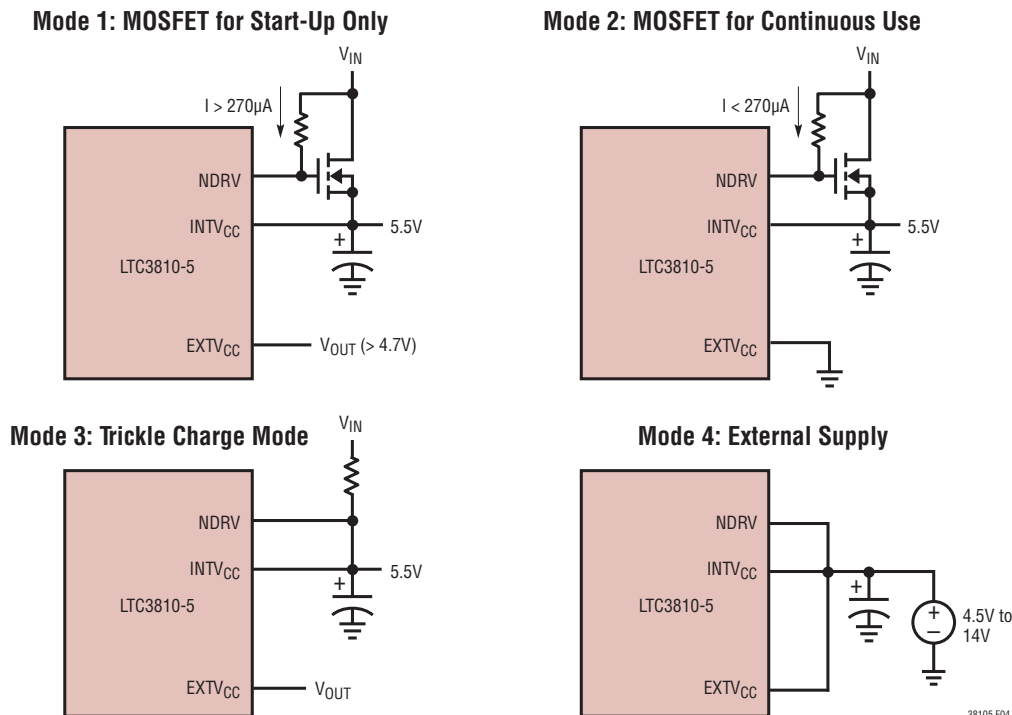 Mode 1: MOSFET for Start-Up Only
VIN
I > 270µA
NDRV
INTVCC
+
5.5V
LTC3810-5
EXTVCC
VOUT (> 4.7V)
Mode 2: MOSFET for Continuous Use
VIN
I < 270µA
NDRV
INTVCC
+
5.5V
LTC3810-5
EXTVCC
Mode 3: Trickle Charge Mode
VIN
NDRV
INTVCC
+
5.5V
LTC3810-5
EXTVCC
VOUT
Mode 4: External Supply
NDRV
INTVCC
+
LTC3810-5
+
–
4.5V to
14V
EXTVCC
38105 F04